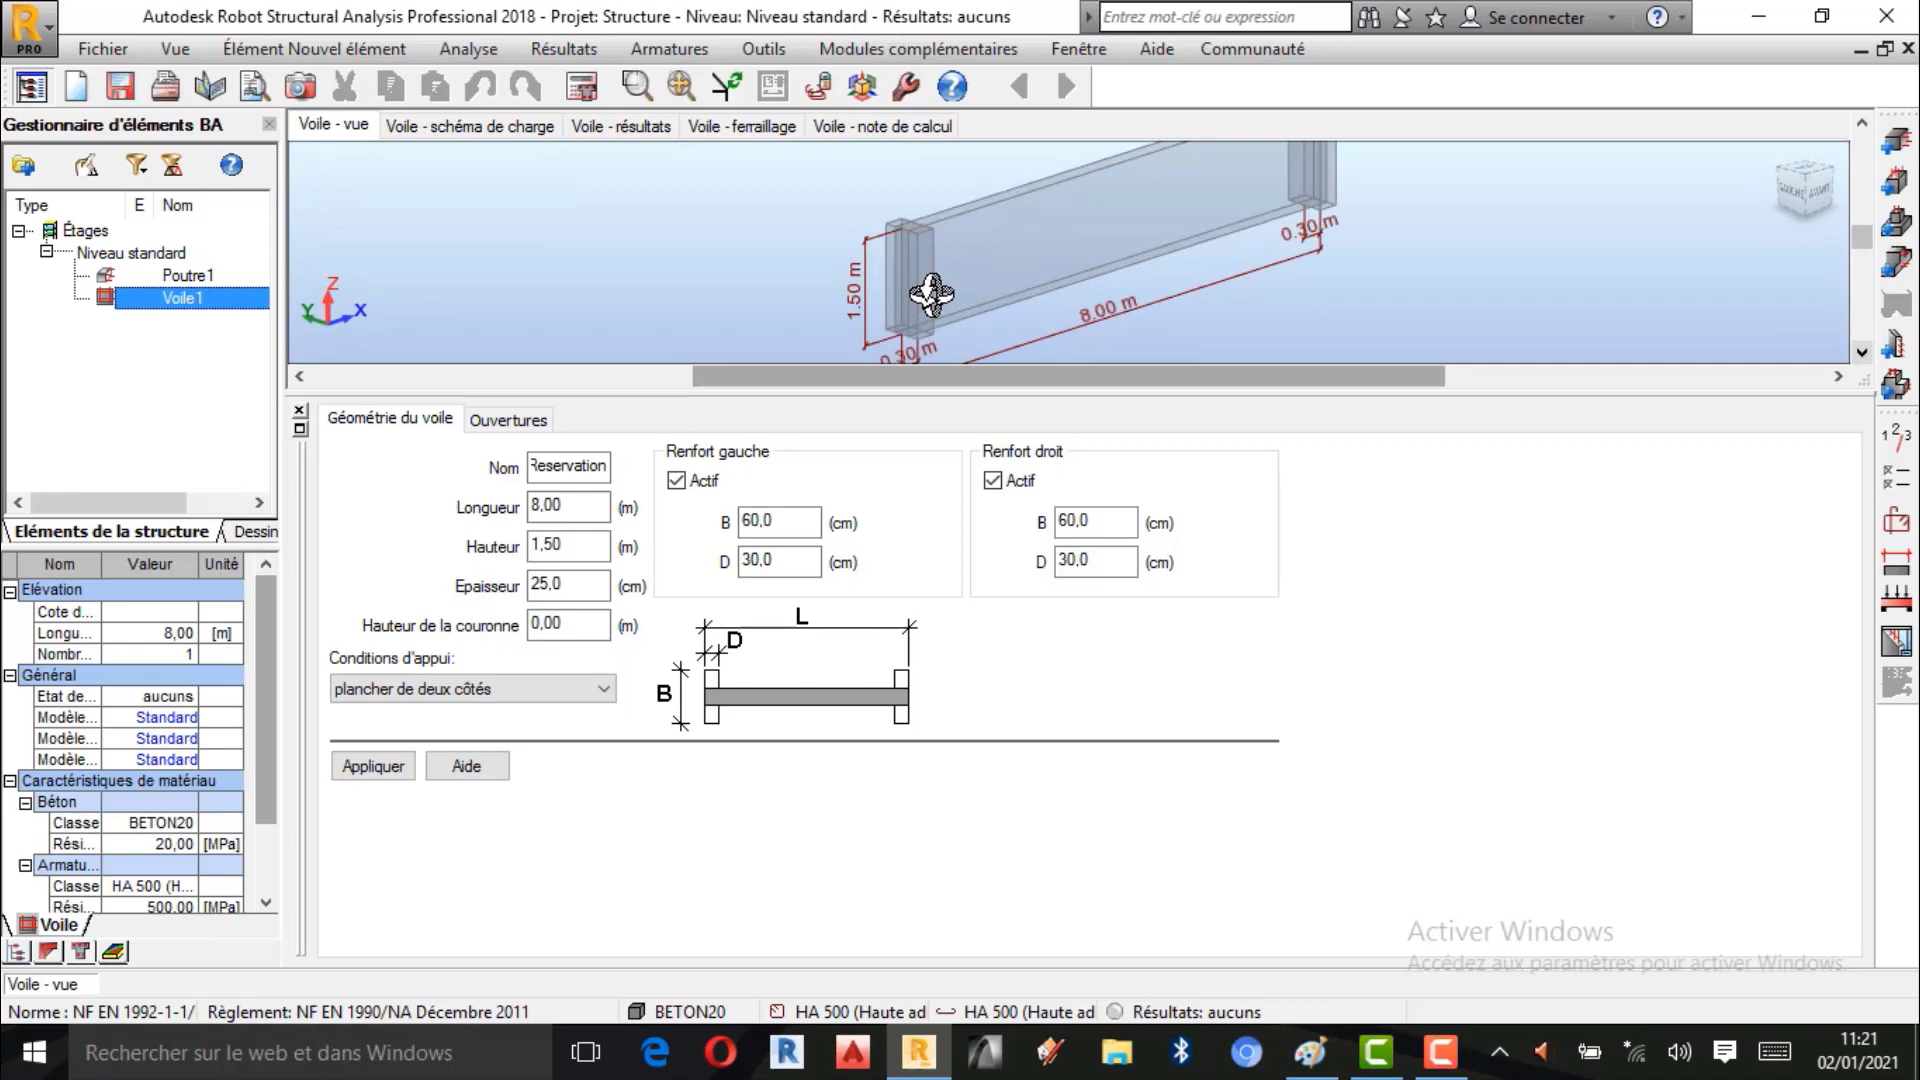 Autodesk Robot Structural Analysis Professional 2018 - Projet: Structure - Niveau: Niveau standard - Résultats: aucuns
Entrez mot-clé ou expression
Se connecter
PRO
Fichier Vue Élément Nouvel élément Analyse Résultats Armatures Outils Modules complémentaires Fenêtre Aide Communauté
Gestionnaire d'éléments BA
Voile - vue Voile - schéma de charge Voile - résultats Voile - ferraillage Voile - note de calcul
Type E Nom
Étages
Niveau standard
Poutre1
Voile1
Z
Y
X
1.50 m
0.30 m
8.00 m
0.30 m
GAUCHE
AVANT
Eléments de la structure
Dessin
Géométrie du voile
Ouvertures
Nom Reservation
Longueur 8,00 (m)
Hauteur 1,50 (m)
Epaisseur 25,0 (cm)
Hauteur de la couronne 0,00 (m)
Conditions d'appui:
plancher de deux côtés
Renfort gauche
Actif
B 60,0 (cm)
D 30,0 (cm)
Renfort droit
Actif
B 60,0 (cm)
D 30,0 (cm)
L
D
B
Appliquer
Aide
Nom Valeur Unité
Elévation
Cote d...
Longu... 8,00 [m]
Nombr... 1
Général
Etat de... aucuns
Modèle... Standard
Modèle... Standard
Modèle... Standard
Caractéristiques de matériau
Béton
Classe BETON20
Rési... 20,00 [MPa]
Armatu...
Classe HA 500 (H...
Rési... 500,00 [MPa]
Voile
Activer Windows
Accédez aux paramètres pour activer Windows.
Voile - vue
Norme : NF EN 1992-1-1/ Règlement: NF EN 1990/NA Décembre 2011 BETON20 HA 500 (Haute ad HA 500 (Haute ad Résultats: aucuns
Rechercher sur le web et dans Windows
11:21
02/01/2021